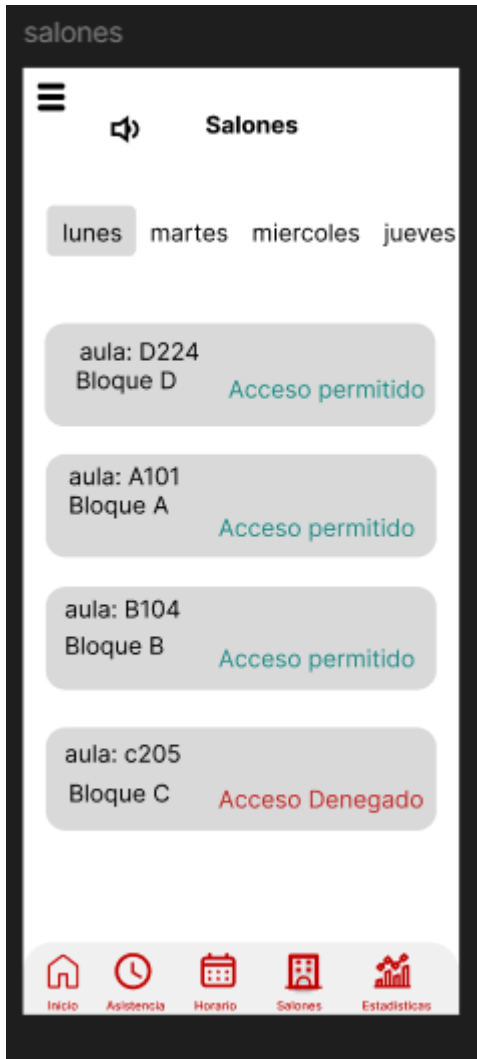 salones
Salones
lunes martes miercoles jueves
aula: D224
Bloque D
Acceso permitido
aula: A101
Bloque A
Acceso permitido
aula: B104
Bloque B
Acceso permitido
aula: c205
Bloque C
Acceso Denegado
Inicio Asistencia Horario Salones Estadisticas